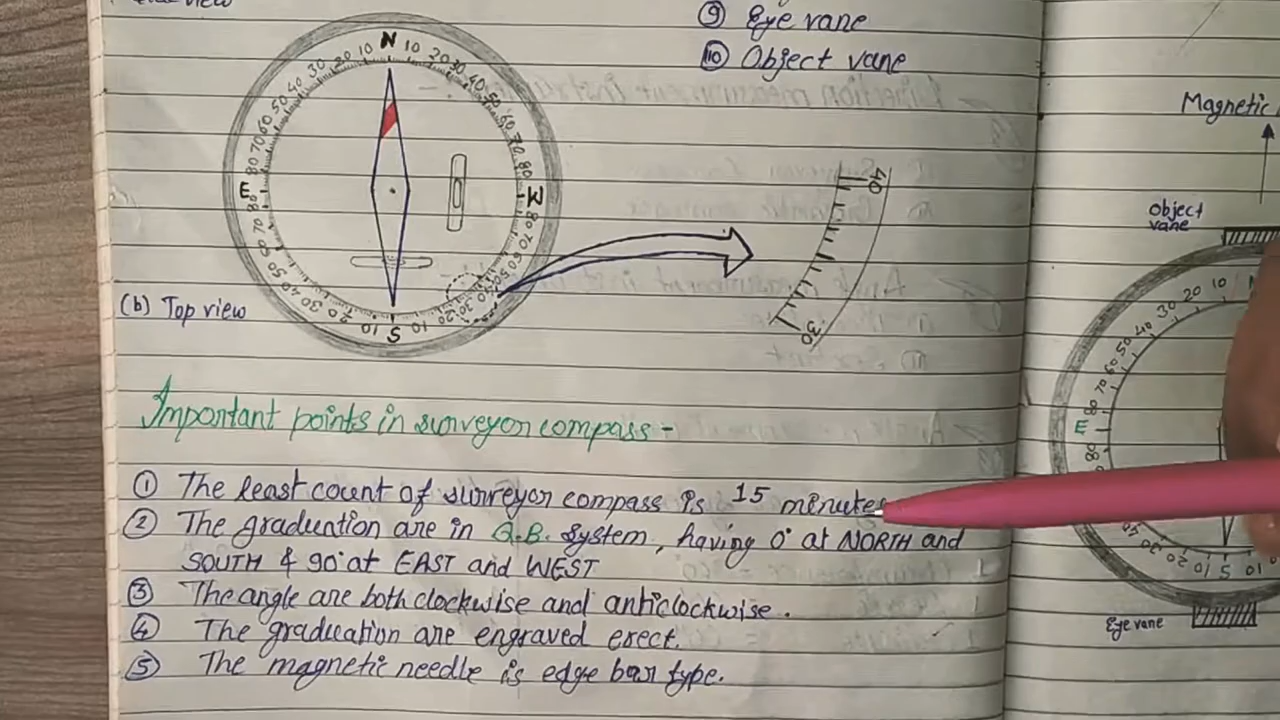 ⑨ Eye vane
⑩ Object vane
N
E
W
S
(b) Top view
40
30
Important points in surveyor compass -
① The least count of surveyor compass is 15 minutes
② The graduation are in Q.B. System, having 0° at NORTH and
SOUTH & 90° at EAST and WEST
③ The angle are both clockwise and anticlockwise.
④ The graduation are engraved erect.
⑤ The magnetic needle is edge bar type.
Magnetic
Object
vane
E
S
Eye vane